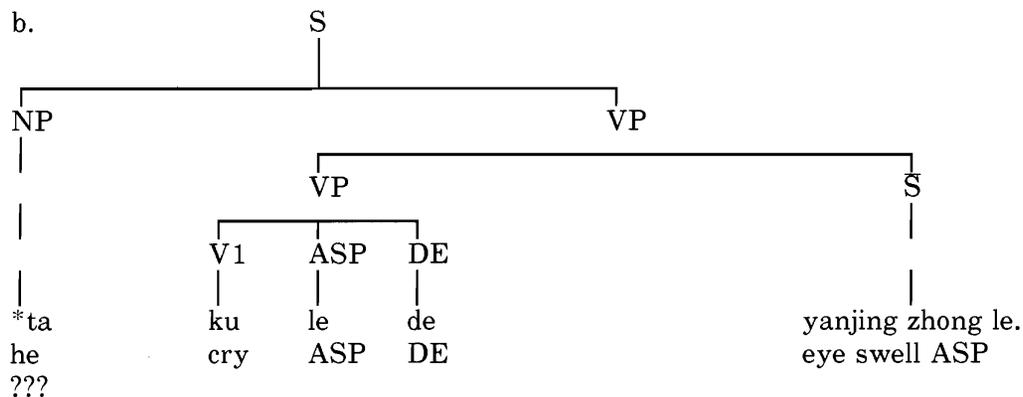 b. S
NP VP
VP S̅
V1 ASP DE
*ta ku le de yanjing zhong le.
he cry ASP DE eye swell ASP
???